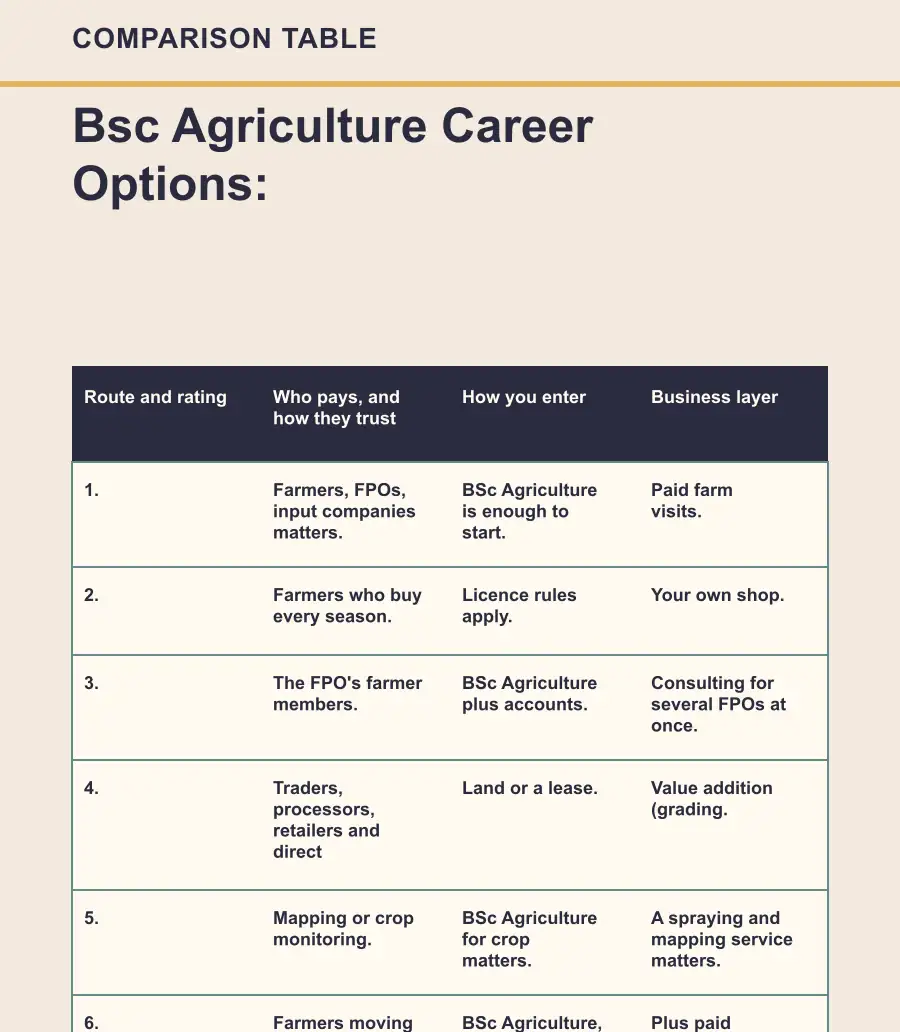 COMPARISON TABLE
Bsc Agriculture Career
Options:
Route and rating
Who pays, and
how they trust
How you enter
Business layer
1.
Farmers, FPOs,
input companies
matters.
BSc Agriculture
is enough to
start.
Paid farm
visits.
2.
Farmers who buy
every season.
Licence rules
apply.
Your own shop.
3.
The FPO's farmer
members.
BSc Agriculture
plus accounts.
Consulting for
several FPOs at
once.
4.
Traders,
processors,
retailers and
direct
Land or a lease.
Value addition
(grading.
5.
Mapping or crop
monitoring.
BSc Agriculture
for crop
matters.
A spraying and
mapping service
matters.
6.
Farmers moving
BSc Agriculture,
Plus paid